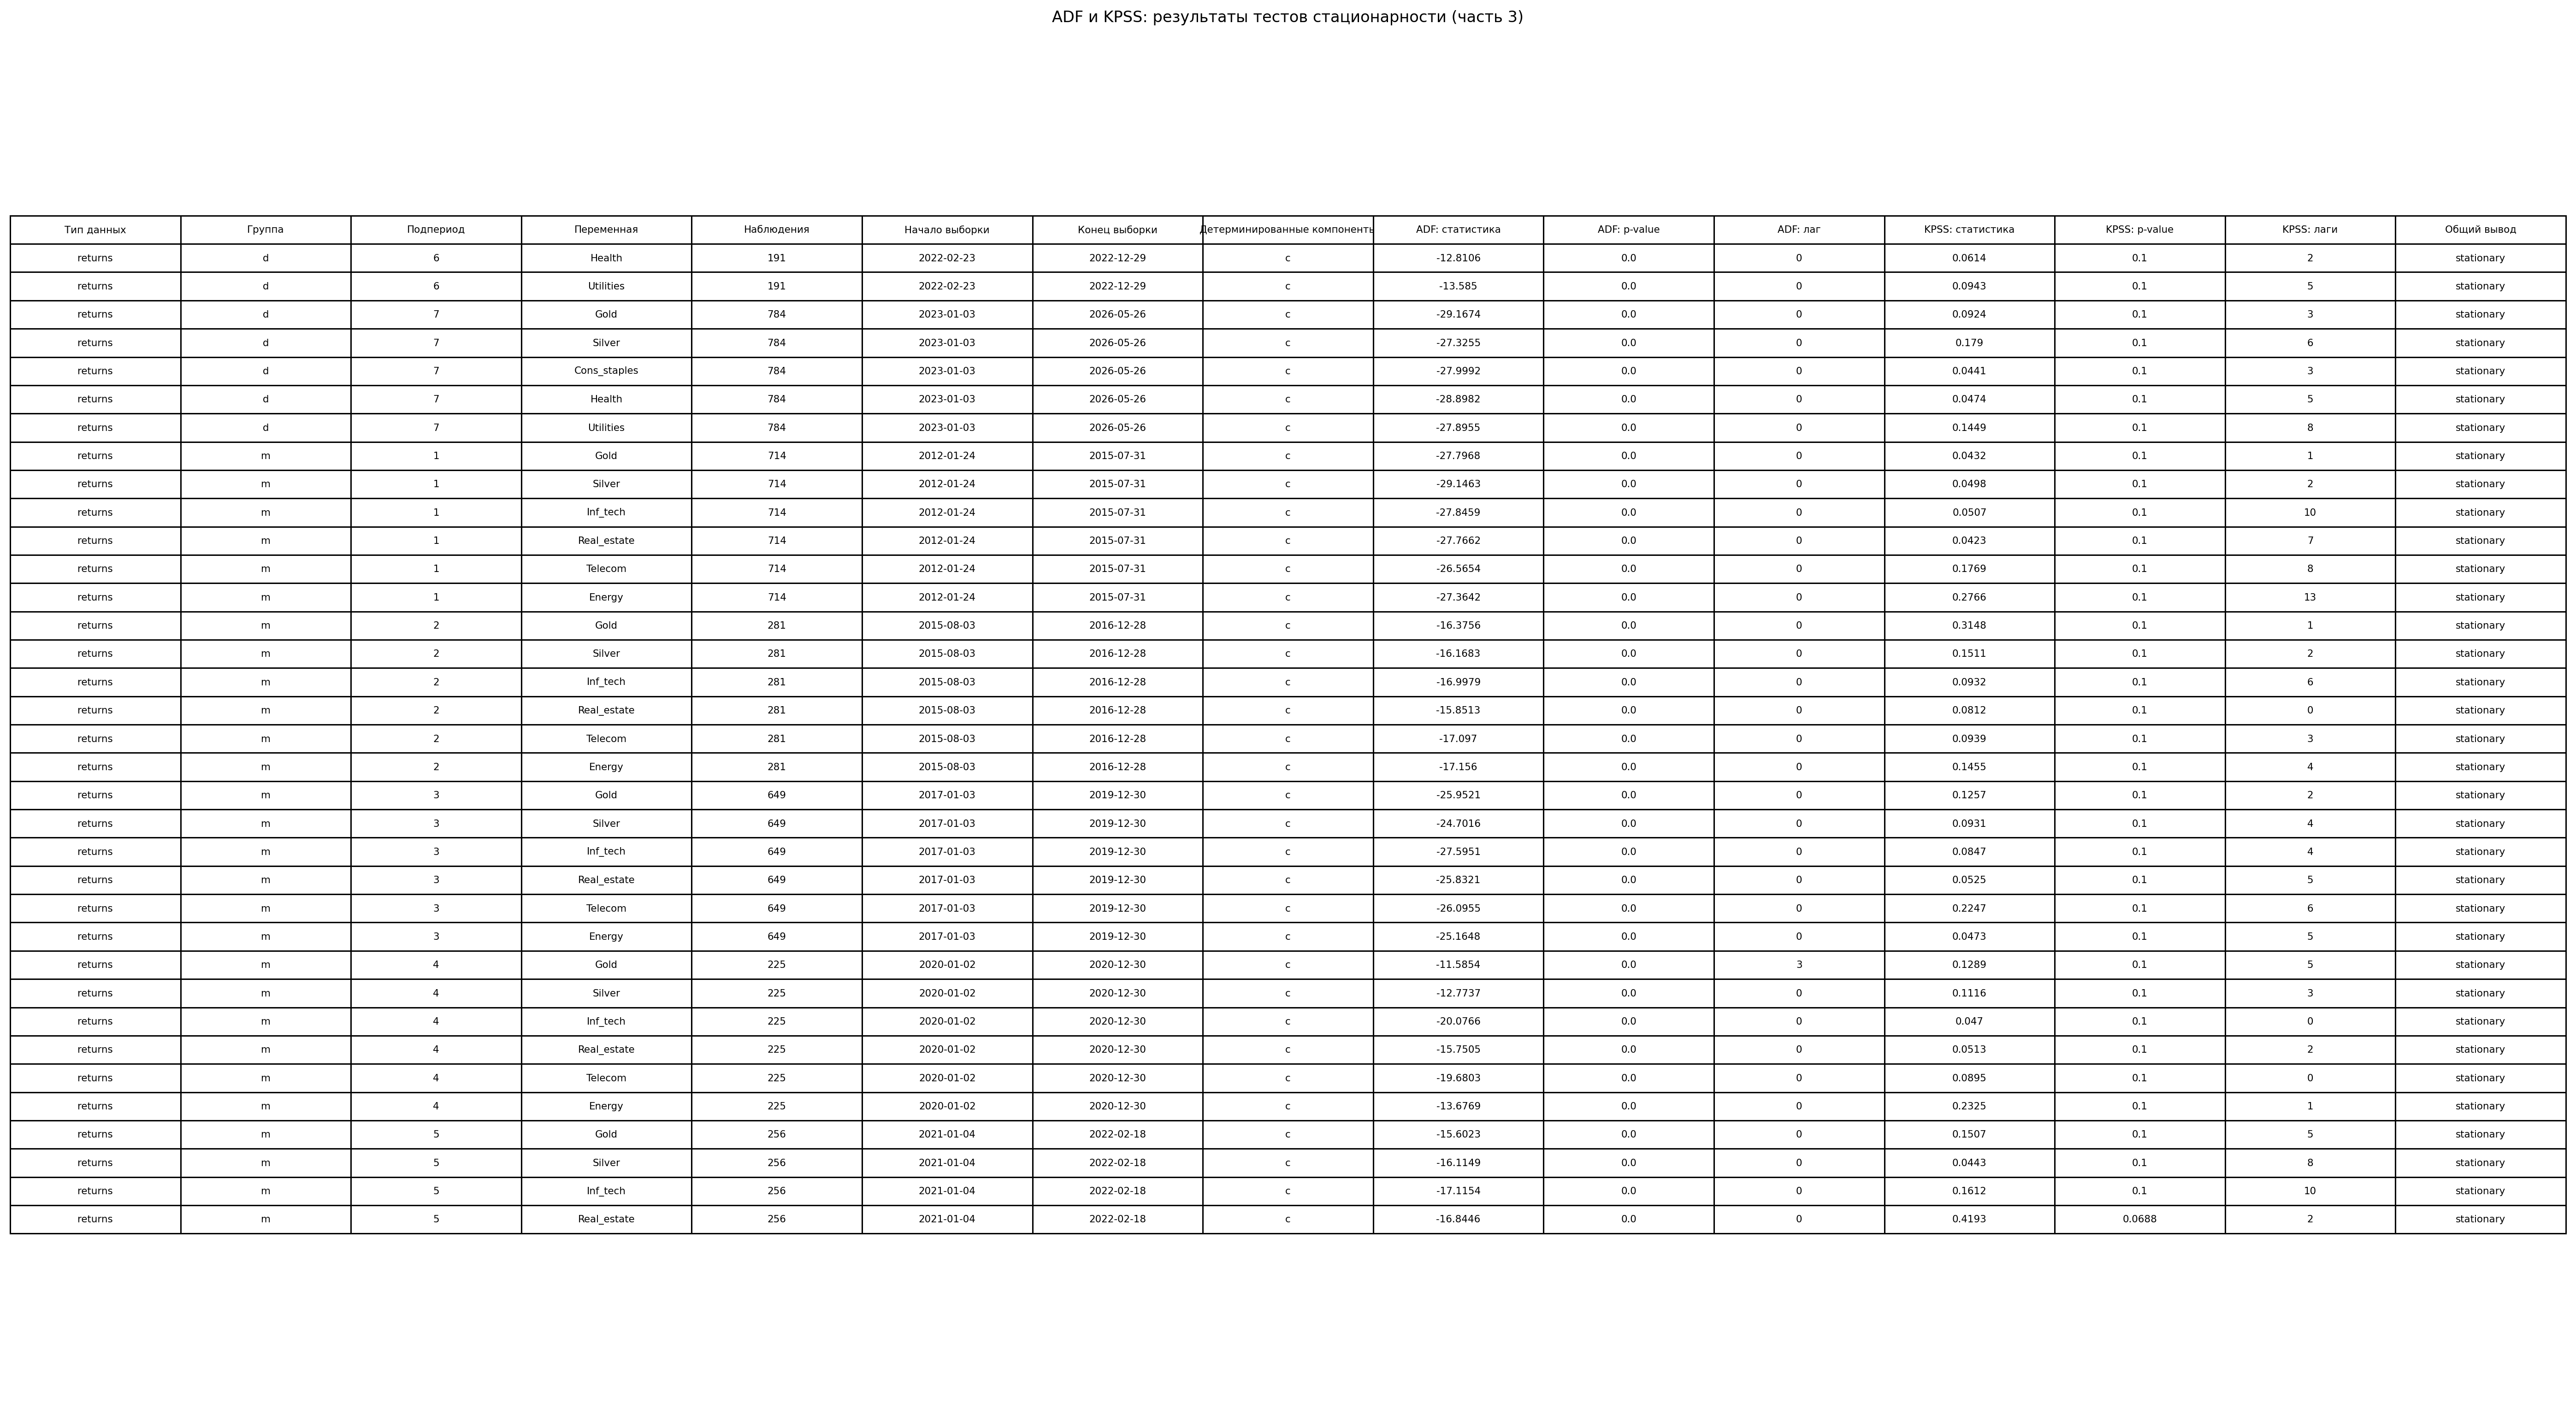 ADF и KPSS: результаты тестов стационарности (часть 3)
Тип данных Группа Подпериод Переменная Наблюдения Начало выборки Конец выборки Детерминированные компоненты ADF: статистика ADF: p-value ADF: лаг KPSS: статистика KPSS: p-value KPSS: лаги Общий вывод
returns d 6 Health 191 2022-02-23 2022-12-29 c -12.8106 0.0 0 0.0614 0.1 2 stationary
returns d 6 Utilities 191 2022-02-23 2022-12-29 c -13.585 0.0 0 0.0943 0.1 5 stationary
returns d 7 Gold 784 2023-01-03 2026-05-26 c -29.1674 0.0 0 0.0924 0.1 3 stationary
returns d 7 Silver 784 2023-01-03 2026-05-26 c -27.3255 0.0 0 0.179 0.1 6 stationary
returns d 7 Cons_staples 784 2023-01-03 2026-05-26 c -27.9992 0.0 0 0.0441 0.1 3 stationary
returns d 7 Health 784 2023-01-03 2026-05-26 c -28.8982 0.0 0 0.0474 0.1 5 stationary
returns d 7 Utilities 784 2023-01-03 2026-05-26 c -27.8955 0.0 0 0.1449 0.1 8 stationary
returns m 1 Gold 714 2012-01-24 2015-07-31 c -27.7968 0.0 0 0.0432 0.1 1 stationary
returns m 1 Silver 714 2012-01-24 2015-07-31 c -29.1463 0.0 0 0.0498 0.1 2 stationary
returns m 1 Inf_tech 714 2012-01-24 2015-07-31 c -27.8459 0.0 0 0.0507 0.1 10 stationary
returns m 1 Real_estate 714 2012-01-24 2015-07-31 c -27.7662 0.0 0 0.0423 0.1 7 stationary
returns m 1 Telecom 714 2012-01-24 2015-07-31 c -26.5654 0.0 0 0.1769 0.1 8 stationary
returns m 1 Energy 714 2012-01-24 2015-07-31 c -27.3642 0.0 0 0.2766 0.1 13 stationary
returns m 2 Gold 281 2015-08-03 2016-12-28 c -16.3756 0.0 0 0.3148 0.1 1 stationary
returns m 2 Silver 281 2015-08-03 2016-12-28 c -16.1683 0.0 0 0.1511 0.1 2 stationary
returns m 2 Inf_tech 281 2015-08-03 2016-12-28 c -16.9979 0.0 0 0.0932 0.1 6 stationary
returns m 2 Real_estate 281 2015-08-03 2016-12-28 c -15.8513 0.0 0 0.0812 0.1 0 stationary
returns m 2 Telecom 281 2015-08-03 2016-12-28 c -17.097 0.0 0 0.0939 0.1 3 stationary
returns m 2 Energy 281 2015-08-03 2016-12-28 c -17.156 0.0 0 0.1455 0.1 4 stationary
returns m 3 Gold 649 2017-01-03 2019-12-30 c -25.9521 0.0 0 0.1257 0.1 2 stationary
returns m 3 Silver 649 2017-01-03 2019-12-30 c -24.7016 0.0 0 0.0931 0.1 4 stationary
returns m 3 Inf_tech 649 2017-01-03 2019-12-30 c -27.5951 0.0 0 0.0847 0.1 4 stationary
returns m 3 Real_estate 649 2017-01-03 2019-12-30 c -25.8321 0.0 0 0.0525 0.1 5 stationary
returns m 3 Telecom 649 2017-01-03 2019-12-30 c -26.0955 0.0 0 0.2247 0.1 6 stationary
returns m 3 Energy 649 2017-01-03 2019-12-30 c -25.1648 0.0 0 0.0473 0.1 5 stationary
returns m 4 Gold 225 2020-01-02 2020-12-30 c -11.5854 0.0 3 0.1289 0.1 5 stationary
returns m 4 Silver 225 2020-01-02 2020-12-30 c -12.7737 0.0 0 0.1116 0.1 3 stationary
returns m 4 Inf_tech 225 2020-01-02 2020-12-30 c -20.0766 0.0 0 0.047 0.1 0 stationary
returns m 4 Real_estate 225 2020-01-02 2020-12-30 c -15.7505 0.0 0 0.0513 0.1 2 stationary
returns m 4 Telecom 225 2020-01-02 2020-12-30 c -19.6803 0.0 0 0.0895 0.1 0 stationary
returns m 4 Energy 225 2020-01-02 2020-12-30 c -13.6769 0.0 0 0.2325 0.1 1 stationary
returns m 5 Gold 256 2021-01-04 2022-02-18 c -15.6023 0.0 0 0.1507 0.1 5 stationary
returns m 5 Silver 256 2021-01-04 2022-02-18 c -16.1149 0.0 0 0.0443 0.1 8 stationary
returns m 5 Inf_tech 256 2021-01-04 2022-02-18 c -17.1154 0.0 0 0.1612 0.1 10 stationary
returns m 5 Real_estate 256 2021-01-04 2022-02-18 c -16.8446 0.0 0 0.4193 0.0688 2 stationary